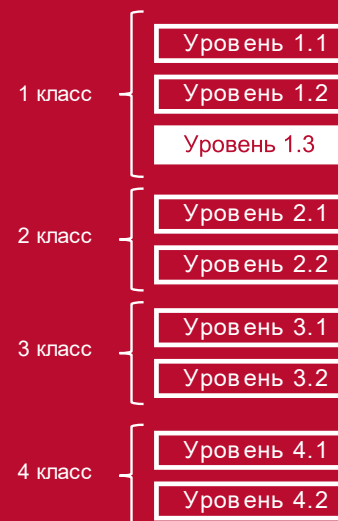 Уровень 1.1
1 класс
Уровень 1.2
Уровень 1.3
Уровень 2.1
2 класс
Уровень 2.2
Уровень 3.1
3 класс
Уровень 3.2
Уровень 4.1
4 класс
Уровень 4.2